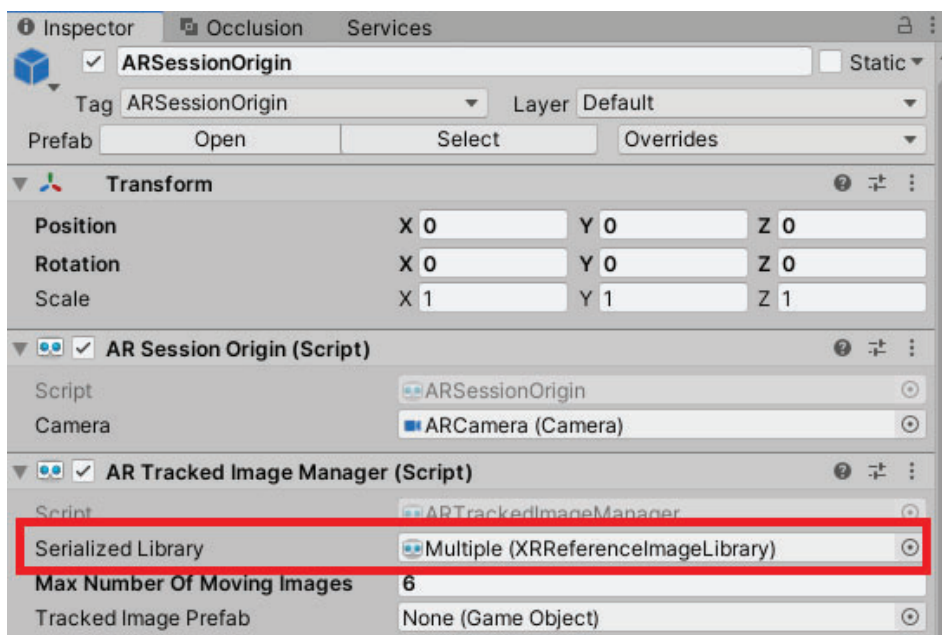 Inspector Occlusion Services
ARSessionOrigin Static
Tag ARSessionOrigin Layer Default
Prefab Open Select Overrides
Transform
Position X 0 Y 0 Z 0
Rotation X 0 Y 0 Z 0
Scale X 1 Y 1 Z 1
AR Session Origin (Script)
Script ARSessionOrigin
Camera ARCamera (Camera)
AR Tracked Image Manager (Script)
Script ARTrackedImageManager
Serialized Library Multiple (XRReferenceImageLibrary)
Max Number Of Moving Images 6
Tracked Image Prefab None (Game Object)